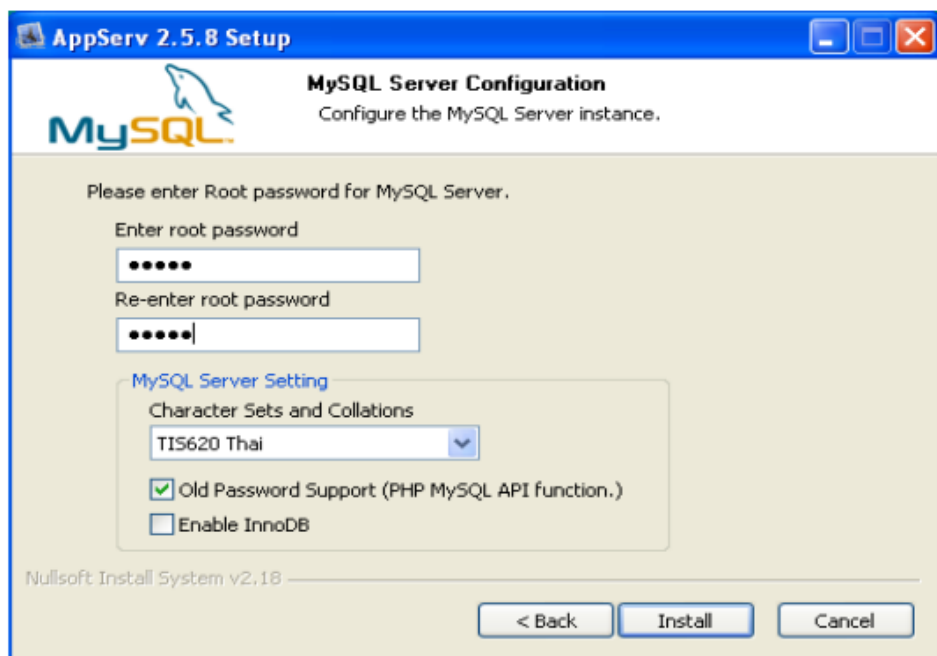 AppServ 2.5.8 Setup
MySQL
MySQL Server Configuration
Configure the MySQL Server instance.
Please enter Root password for MySQL Server.
Enter root password
•••••
Re-enter root password
•••••
MySQL Server Setting
Character Sets and Collations
TIS620 Thai
Old Password Support (PHP MySQL API function.)
Enable InnoDB
Nullsoft Install System v2.18
< Back Install Cancel